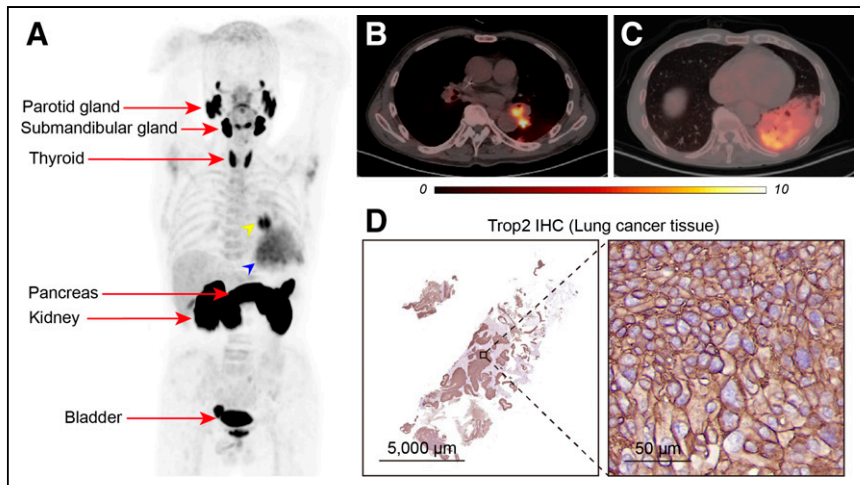 A
Parotid gland
Submandibular gland
Thyroid
Pancreas
Kidney
Bladder
B
C
0
10
D
Trop2 IHC (Lung cancer tissue)
5,000 µm
50 µm